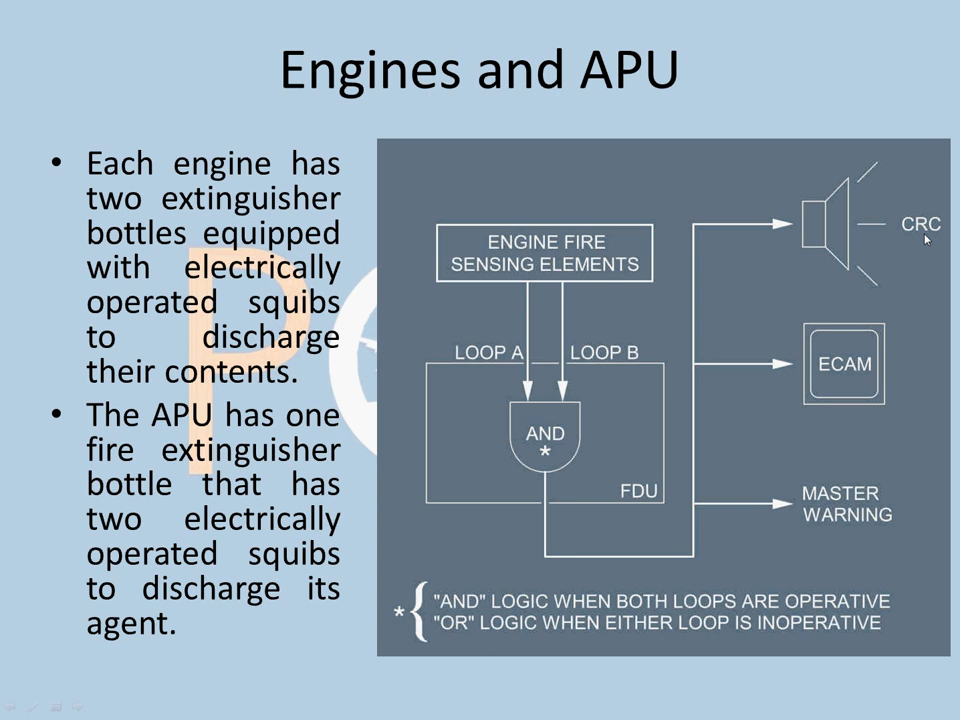 Engines and APU
• Each engine has
two extinguisher
bottles equipped
with electrically
operated squibs
to discharge
their contents.
• The APU has one
fire extinguisher
bottle that has
two electrically
operated squibs
to discharge its
agent.
ENGINE FIRE
SENSING ELEMENTS
LOOP A
LOOP B
AND
*
FDU
CRC
ECAM
MASTER
WARNING
* { "AND" LOGIC WHEN BOTH LOOPS ARE OPERATIVE
"OR" LOGIC WHEN EITHER LOOP IS INOPERATIVE